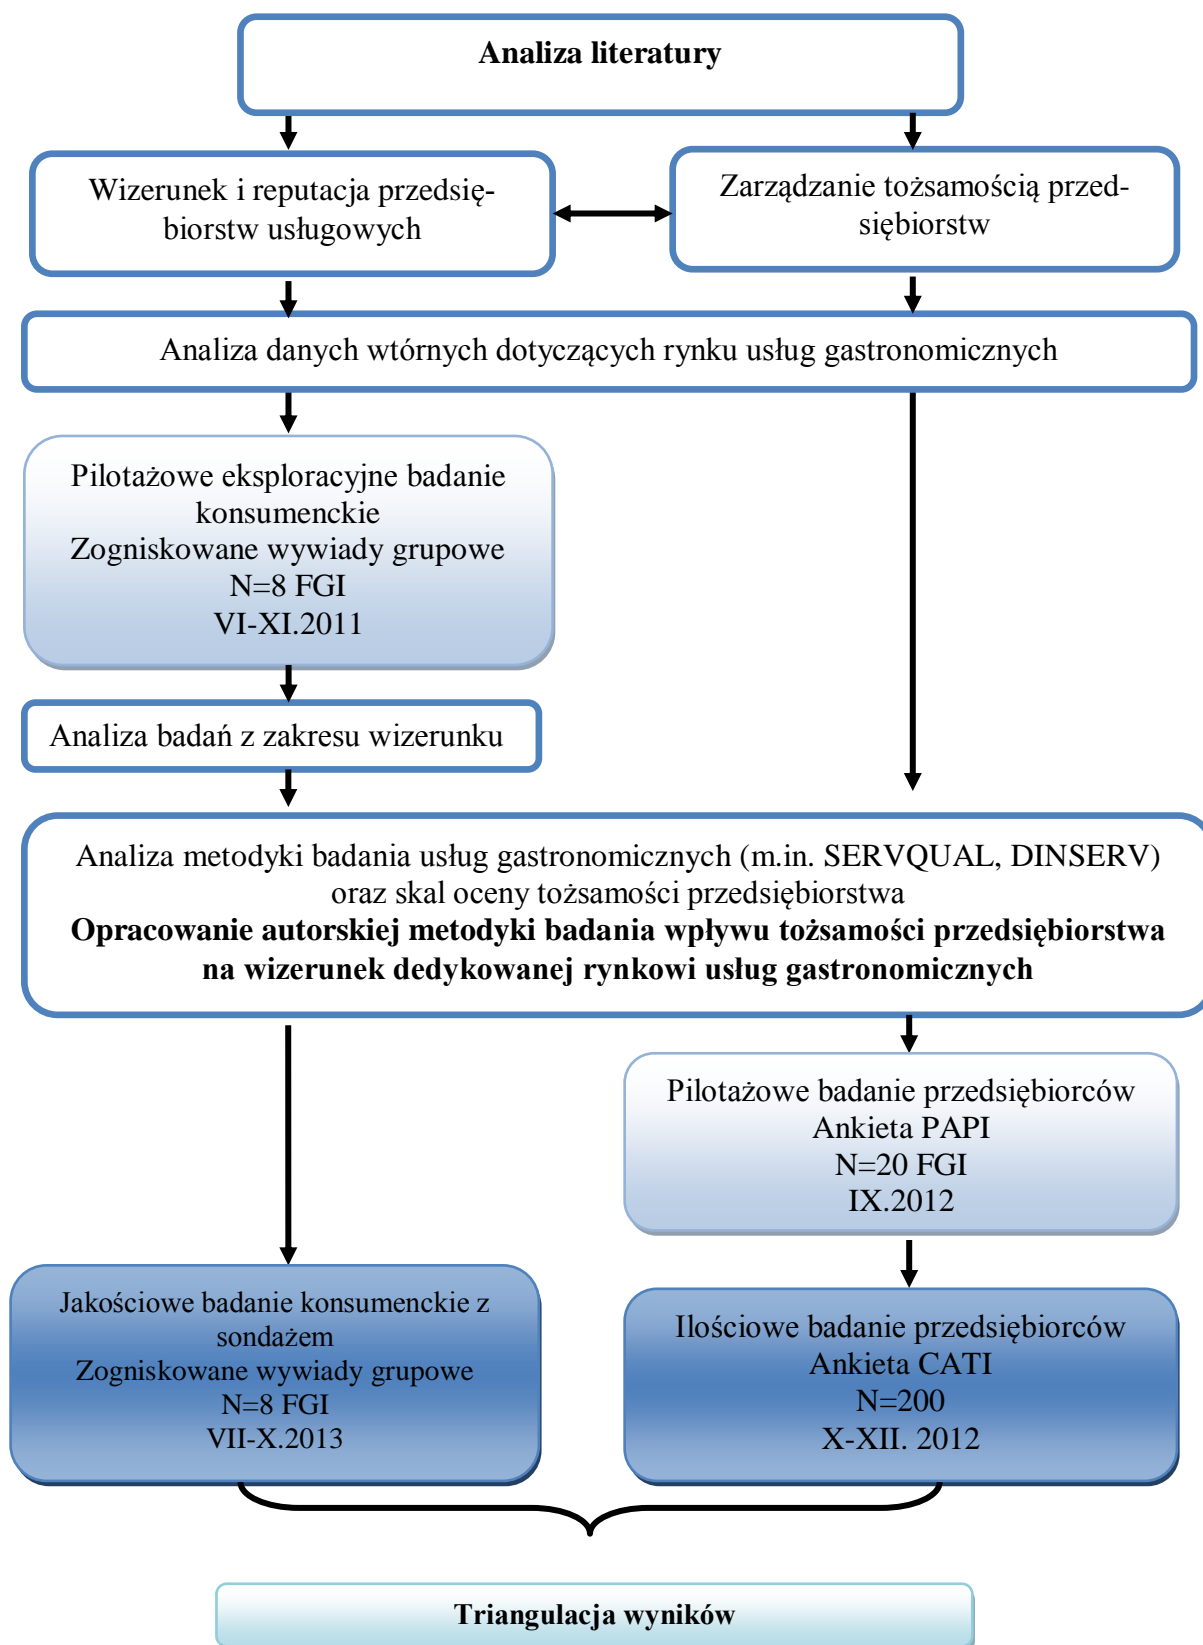 Analiza literatury
Wizerunek i reputacja przedsię-
biorstw usługowych
Zarządzanie tożsamością przed-
siębiorstw
Analiza danych wtórnych dotyczących rynku usług gastronomicznych
Pilotażowe eksploracyjne badanie
konsumenckie
Zogniskowane wywiady grupowe
N=8 FGI
VI-XI.2011
Analiza badań z zakresu wizerunku
Analiza metodyki badania usług gastronomicznych (m.in. SERVQUAL, DINSERV)
oraz skal oceny tożsamości przedsiębiorstwa
Opracowanie autorskiej metodyki badania wpływu tożsamości przedsiębiorstwa
na wizerunek dedykowanej rynkowi usług gastronomicznych
Pilotażowe badanie przedsiębiorców
Ankieta PAPI
N=20 FGI
IX.2012
Jakościowe badanie konsumenckie z
sondażem
Zogniskowane wywiady grupowe
N=8 FGI
VII-X.2013
Ilościowe badanie przedsiębiorców
Ankieta CATI
N=200
X-XII. 2012
Triangulacja wyników